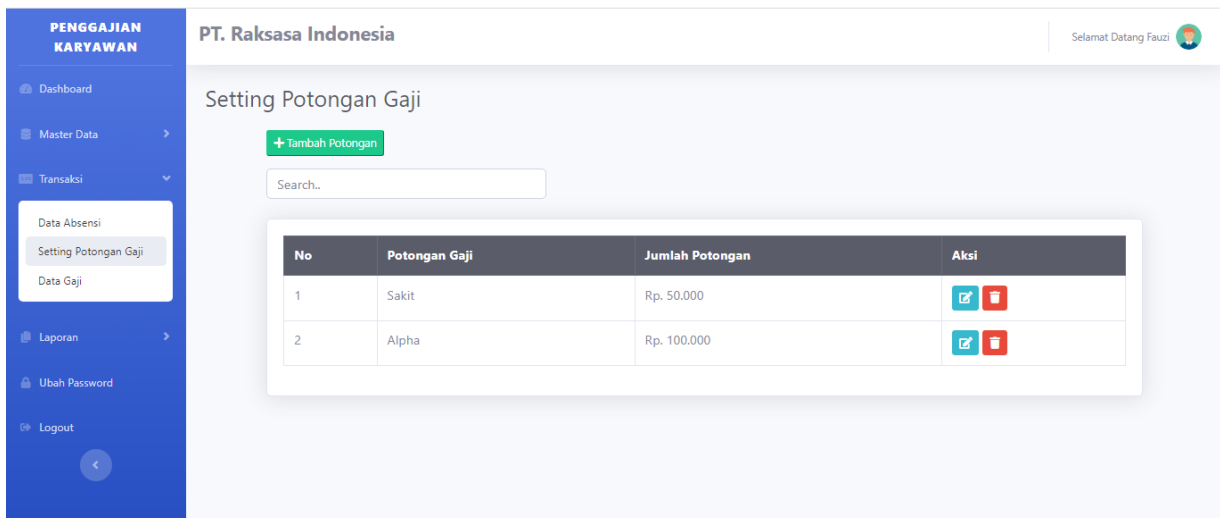 PENGGAJIAN
KARYAWAN
Dashboard
Master Data
Transaksi
Data Absensi
Setting Potongan Gaji
Data Gaji
Laporan
Ubah Password
Logout
PT. Raksasa Indonesia
Selamat Datang Fauzi
Setting Potongan Gaji
+ Tambah Potongan
Search..
No Potongan Gaji Jumlah Potongan Aksi
1 Sakit Rp. 50.000
2 Alpha Rp. 100.000